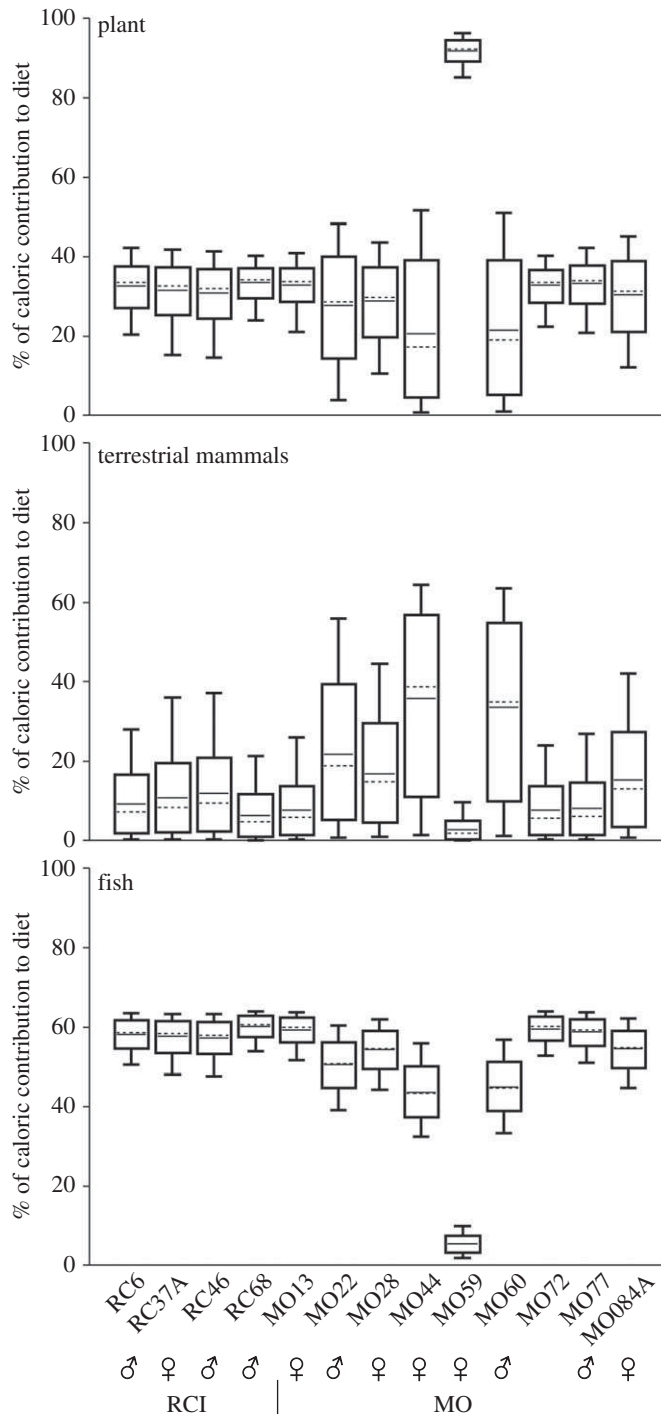 100
plant
80
60
40
20
0
% of caloric contribution to diet
100
terrestrial mammals
80
60
40
20
0
% of caloric contribution to diet
100
fish
80
60
40
20
0
% of caloric contribution to diet
RC6 RC37A RC46 RC68 MO13 MO22 MO28 MO44 MO59 MO60 MO72 MO77 MO084A
♂ ♀ ♂ ♂ ♀ ♂ ♀ ♀ ♀ ♂ ♂ ♀
RCI MO